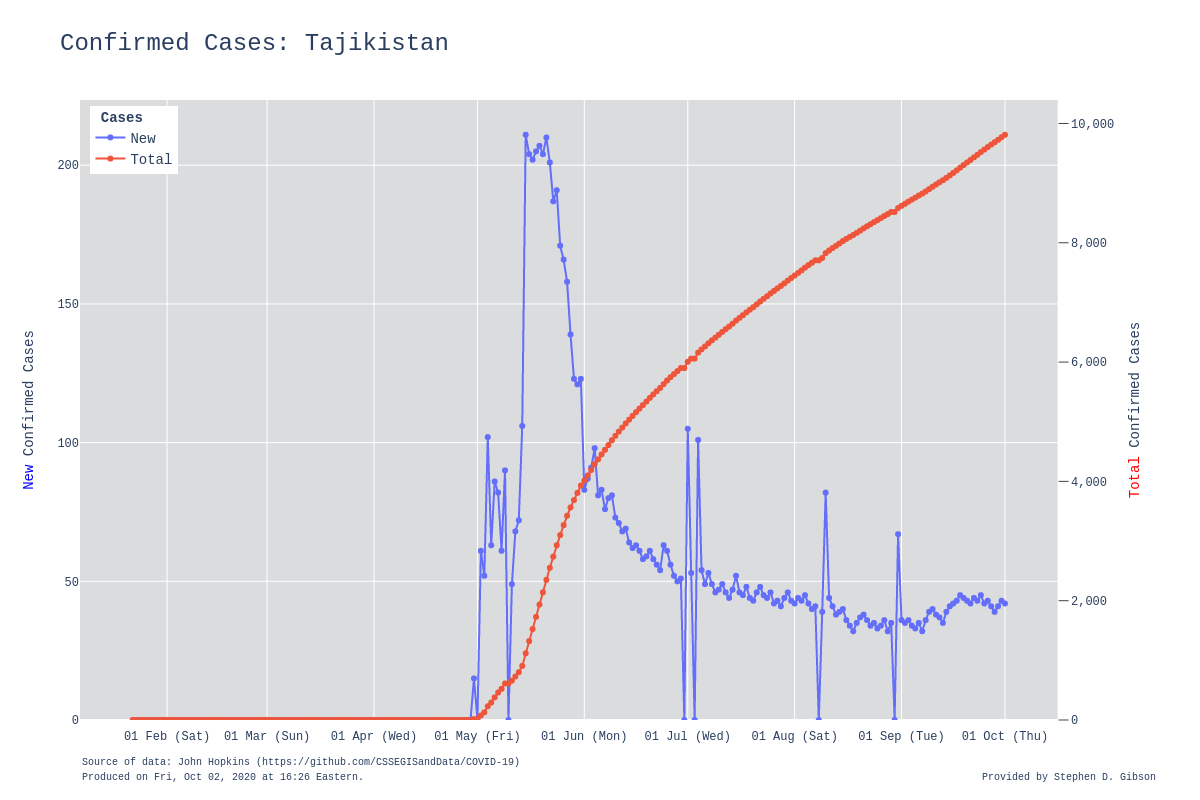 Confirmed Cases: Tajikistan
Cases
New
Total
200
150
100
50
0
10,000
8,000
6,000
4,000
2,000
0
New Confirmed Cases
Total Confirmed Cases
01 Feb (Sat) 01 Mar (Sun) 01 Apr (Wed) 01 May (Fri) 01 Jun (Mon) 01 Jul (Wed) 01 Aug (Sat) 01 Sep (Tue) 01 Oct (Thu)
Source of data: John Hopkins (https://github.com/CSSEGISandData/COVID-19)
Produced on Fri, Oct 02, 2020 at 16:26 Eastern.
Provided by Stephen D. Gibson